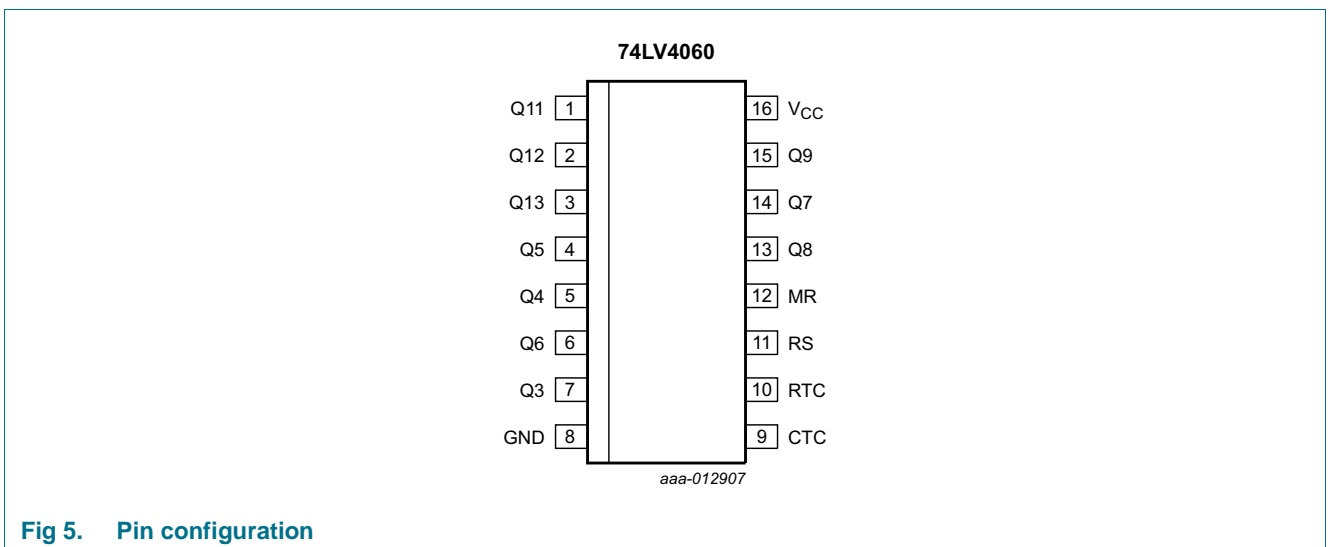 74LV4060
Q11 1 16 VCC
Q12 2 15 Q9
Q13 3 14 Q7
Q5 4 13 Q8
Q4 5 12 MR
Q6 6 11 RS
Q3 7 10 RTC
GND 8 9 CTC
aaa-012907
Fig 5. Pin configuration